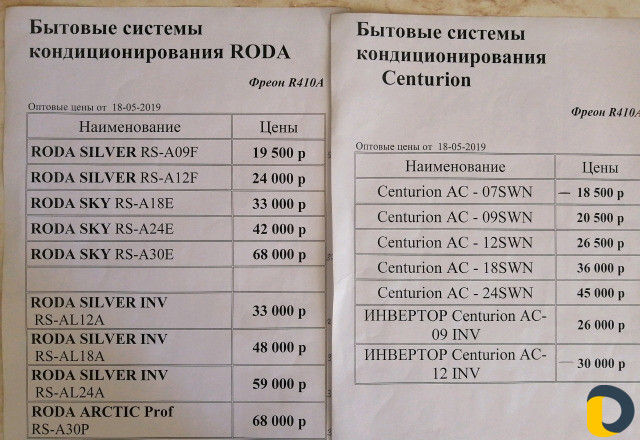 Бытовые системы
кондиционирования RODA
Фреон R410A
Оптовые цены от 18-05-2019
Наименование Цены
RODA SILVER RS-A09F 19 500 р
RODA SILVER RS-A12F 24 000 р
RODA SKY RS-A18E 33 000 р
RODA SKY RS-A24E 42 000 р
RODA SKY RS-A30E 68 000 р
RODA SILVER INV
RS-AL12A 33 000 р
RODA SILVER INV
RS-AL18A 48 000 р
RODA SILVER INV
RS-AL24A 59 000 р
RODA ARCTIC Prof
RS-A30P 68 000 р
Бытовые системы
кондиционирования
Centurion
Фреон R410A
Оптовые цены от 18-05-2019
Наименование Цены
Centurion AC - 07SWN 18 500 р
Centurion AC - 09SWN 20 500 р
Centurion AC - 12SWN 26 500 р
Centurion AC - 18SWN 36 000 р
Centurion AC - 24SWN 45 000 р
ИНВЕРТОР Centurion AC-
09 INV 26 000 р
ИНВЕРТОР Centurion AC-
12 INV 30 000 р